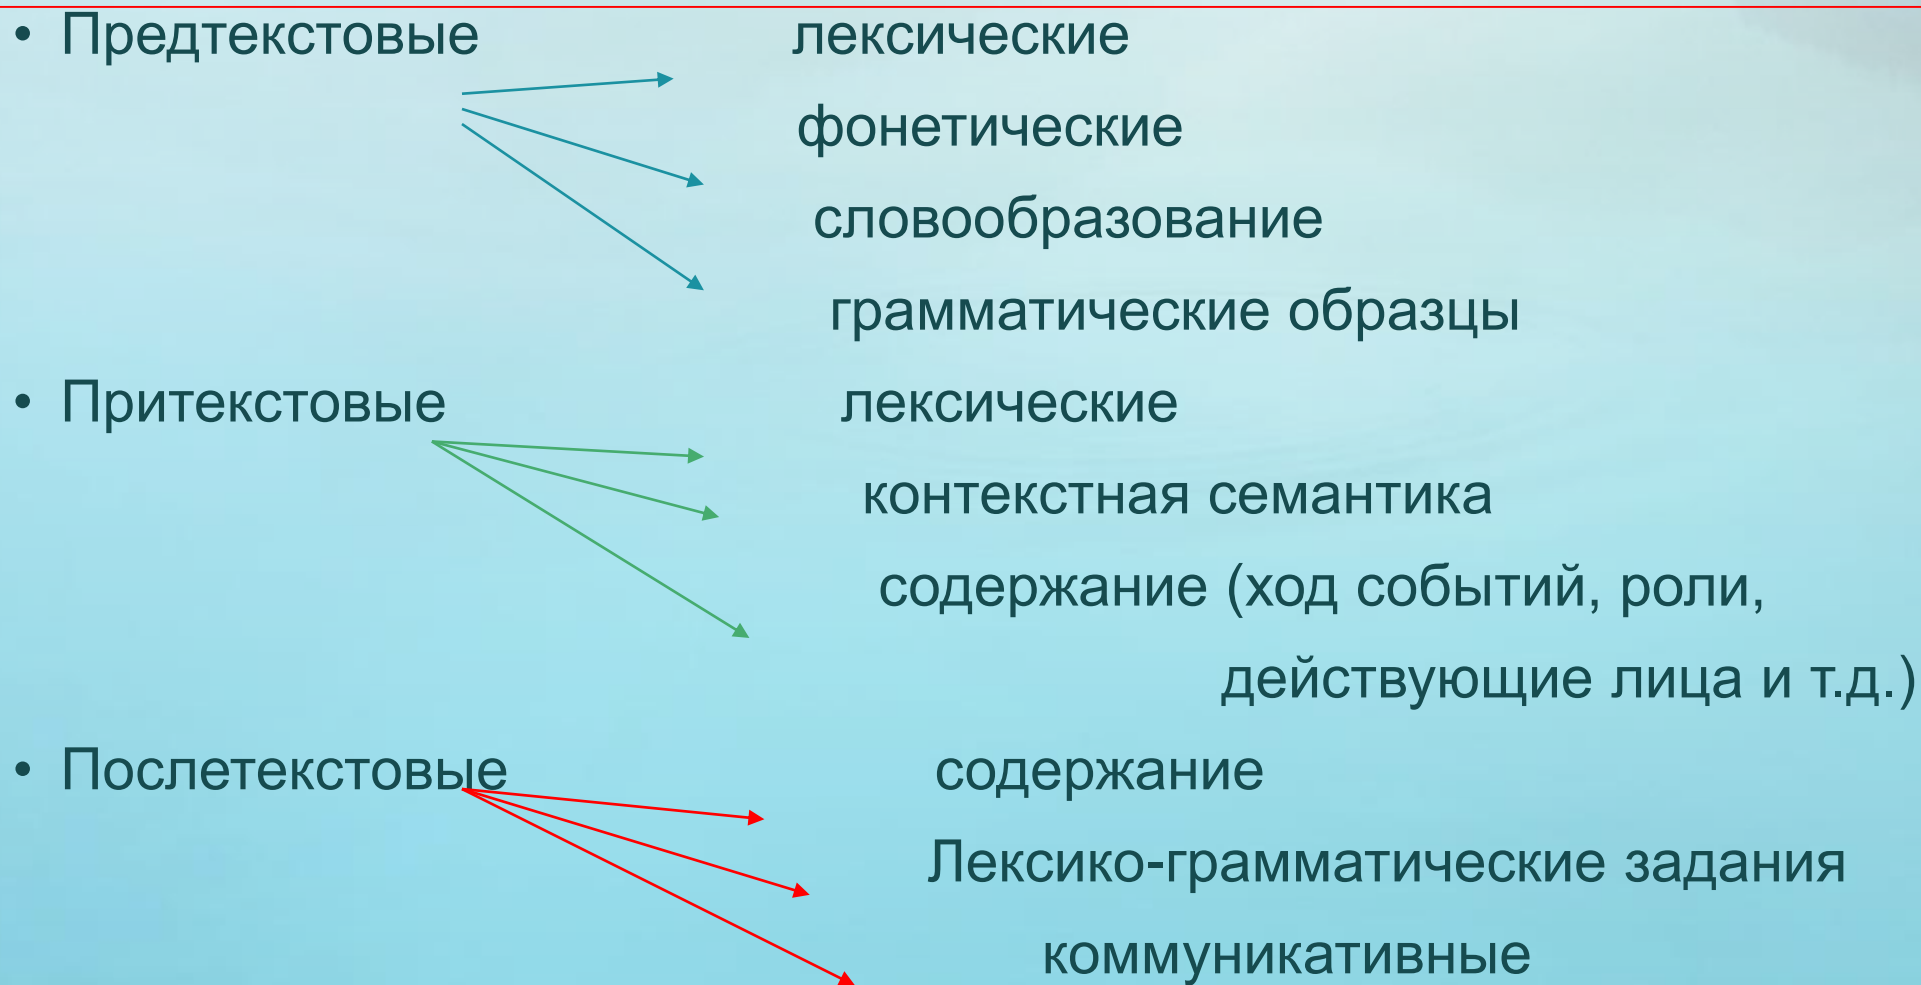 • Предтекстовые лексические
фонетические
словообразование
грамматические образцы
• Притекстовые лексические
контекстная семантика
содержание (ход событий, роли,
действующие лица и т.д.)
• Послетекстовые содержание
Лексико-грамматические задания
коммуникативные